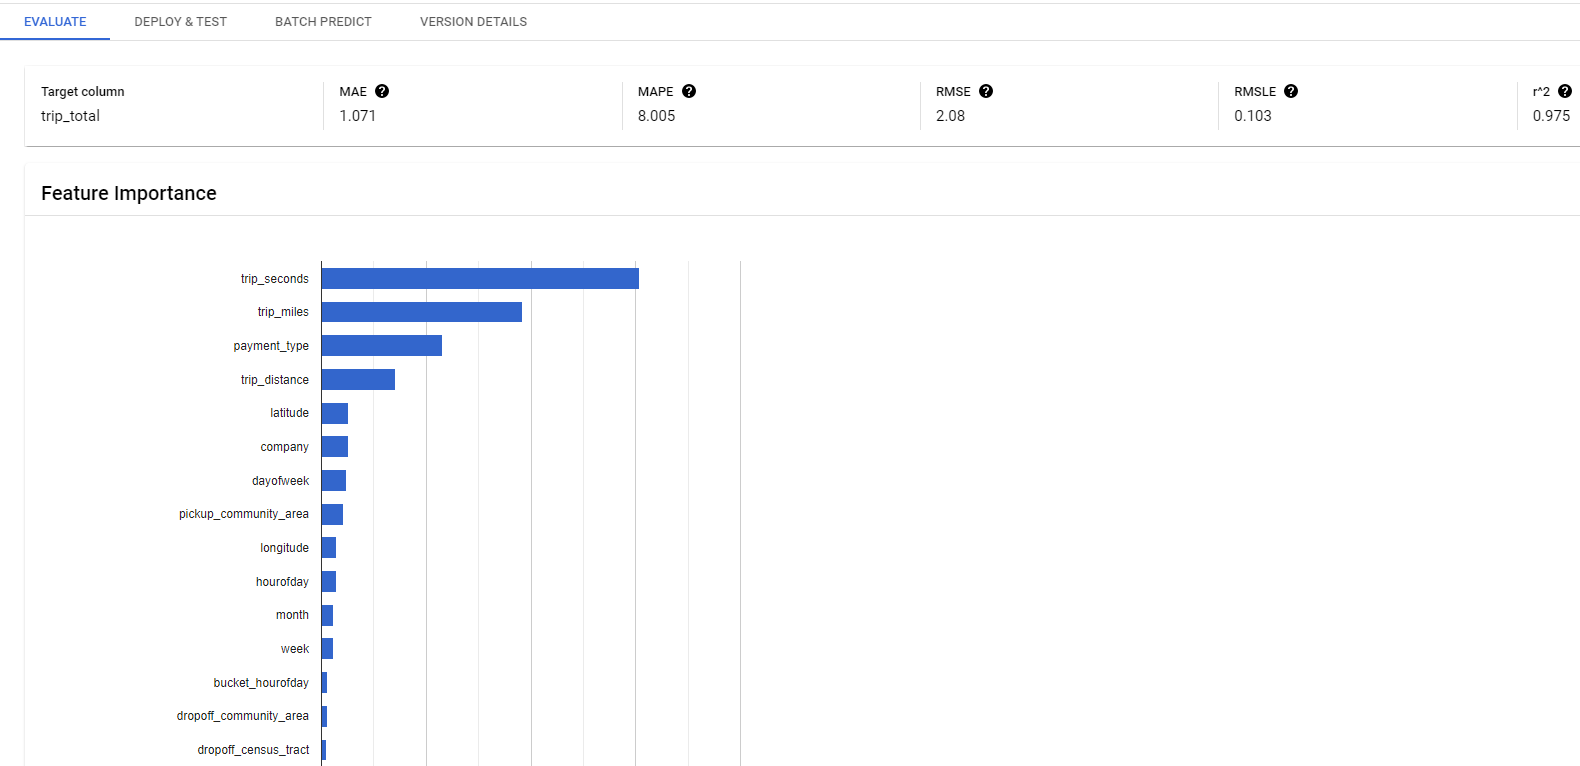 EVALUATE DEPLOY & TEST BATCH PREDICT VERSION DETAILS
Target column MAE ? MAPE ? RMSE ? RMSLE ? r^2 ?
trip_total 1.071 8.005 2.08 0.103 0.975
Feature Importance
trip_seconds
trip_miles
payment_type
trip_distance
latitude
company
dayofweek
pickup_community_area
longitude
hourofday
month
week
bucket_hourofday
dropoff_community_area
dropoff_census_tract